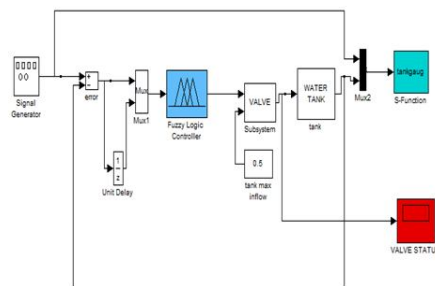 Signal
Generator
+
−
error
Mux
Mux1
1
z
Unit Delay
Fuzzy Logic
Controller
VALVE
Subsystem
0.5
tank max
inflow
WATER
TANK
tank
Mux2
tankgaug
S-Function
VALVE STATU